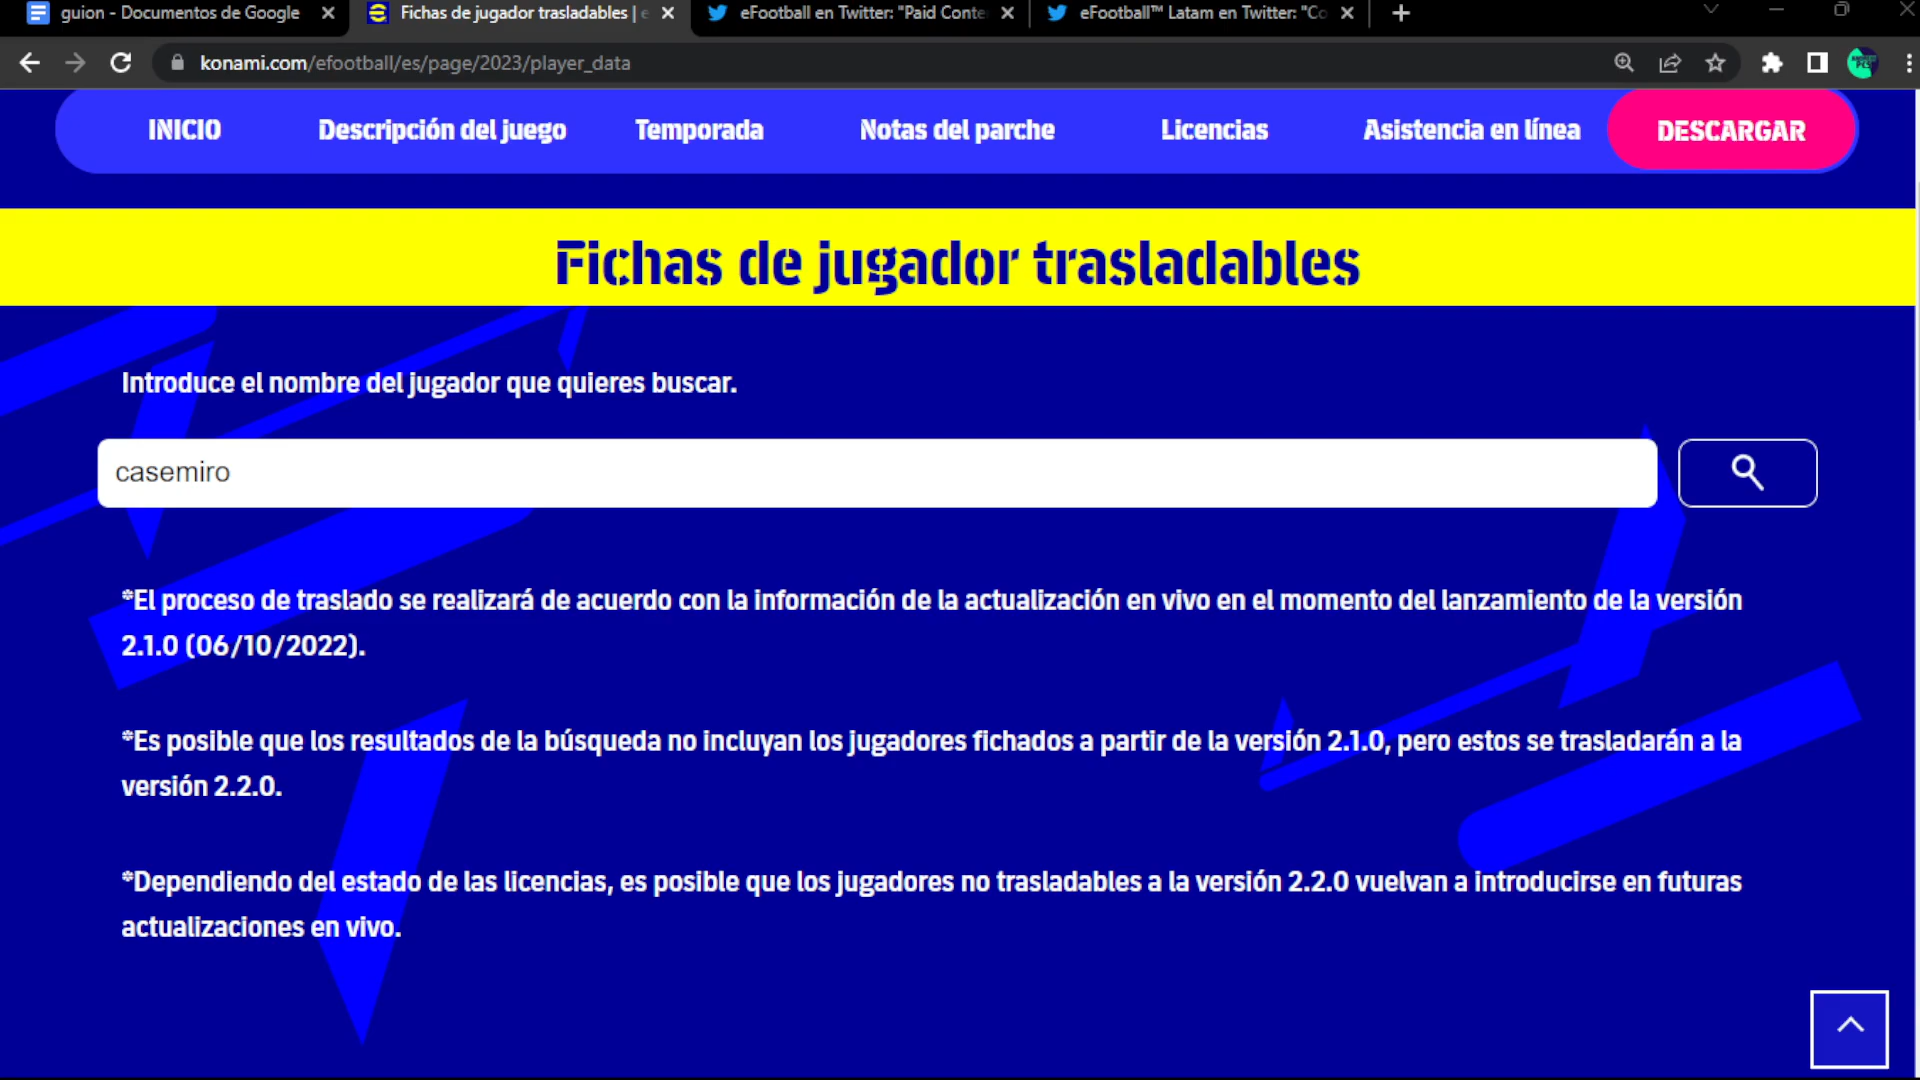 guion - Documentos de Google
Fichas de jugador trasladables | e
eFootball en Twitter: "Paid Conte
eFootball™ Latam en Twitter: "Co
konami.com/efootball/es/page/2023/player_data
INICIO
Descripción del juego
Temporada
Notas del parche
Licencias
Asistencia en línea
DESCARGAR
Fichas de jugador trasladables
Introduce el nombre del jugador que quieres buscar.
casemiro
*El proceso de traslado se realizará de acuerdo con la información de la actualización en vivo en el momento del lanzamiento de la versión
2.1.0 (06/10/2022).
*Es posible que los resultados de la búsqueda no incluyan los jugadores fichados a partir de la versión 2.1.0, pero estos se trasladarán a la
versión 2.2.0.
*Dependiendo del estado de las licencias, es posible que los jugadores no trasladables a la versión 2.2.0 vuelvan a introducirse en futuras
actualizaciones en vivo.